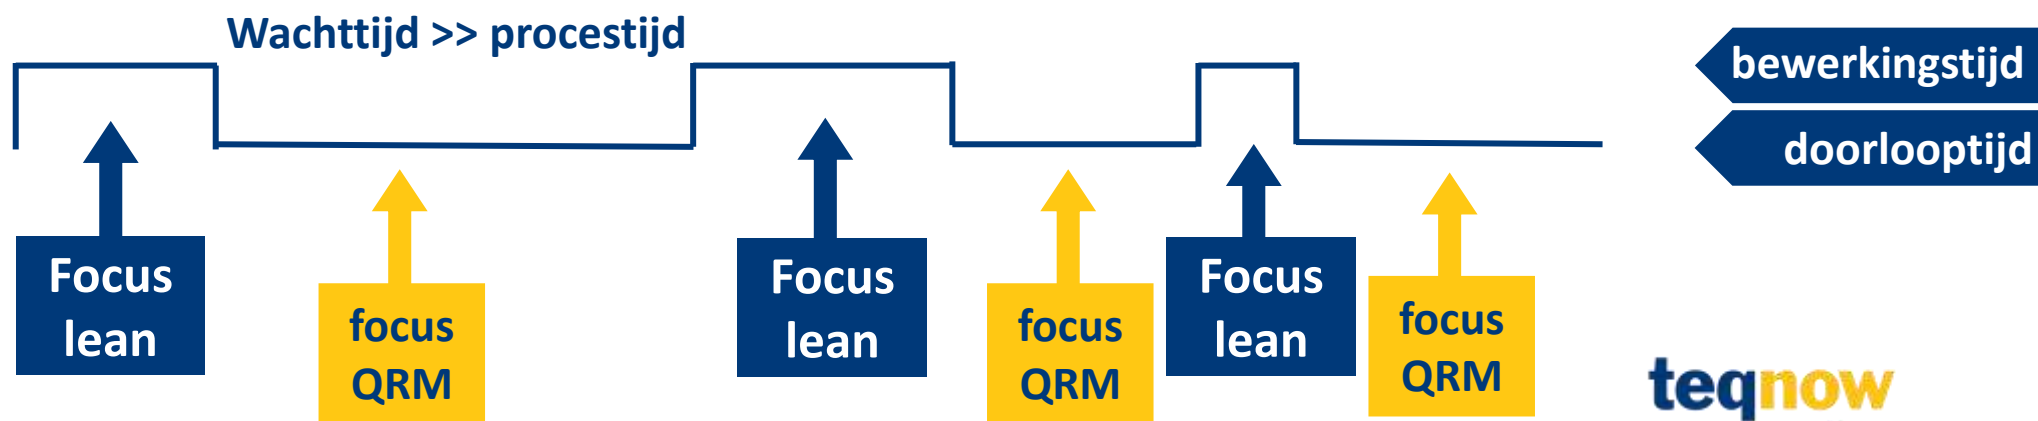 Wachttijd >> procestijd
bewerkingstijd
doorlooptijd
Focus
lean
focus
QRM
Focus
lean
focus
QRM
Focus
lean
focus
QRM
teqnow